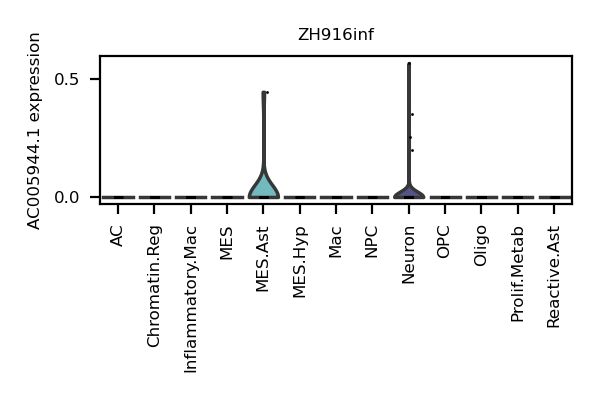 ZH916inf
AC005944.1 expression
0.5
0.0
AC
Chromatin.Reg
Inflammatory.Mac
MES
MES.Ast
MES.Hyp
Mac
NPC
Neuron
OPC
Oligo
Prolif.Metab
Reactive.Ast